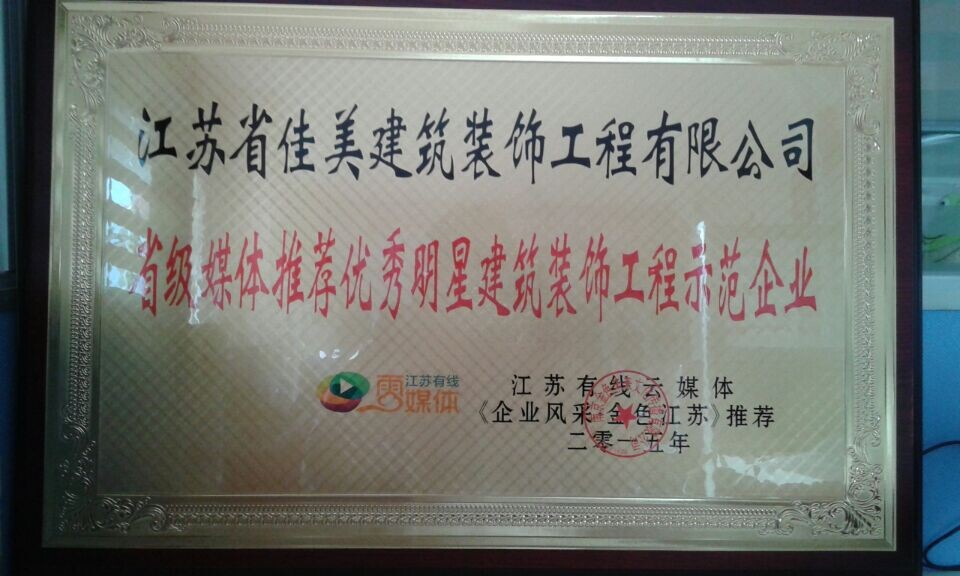 江苏省佳美建筑装饰工程有限公司
省级媒体推荐优秀明星建筑装饰工程示范企业
江苏有线
云媒体
江苏有线云媒体
《企业风采 金色江苏》推荐
二零一五年